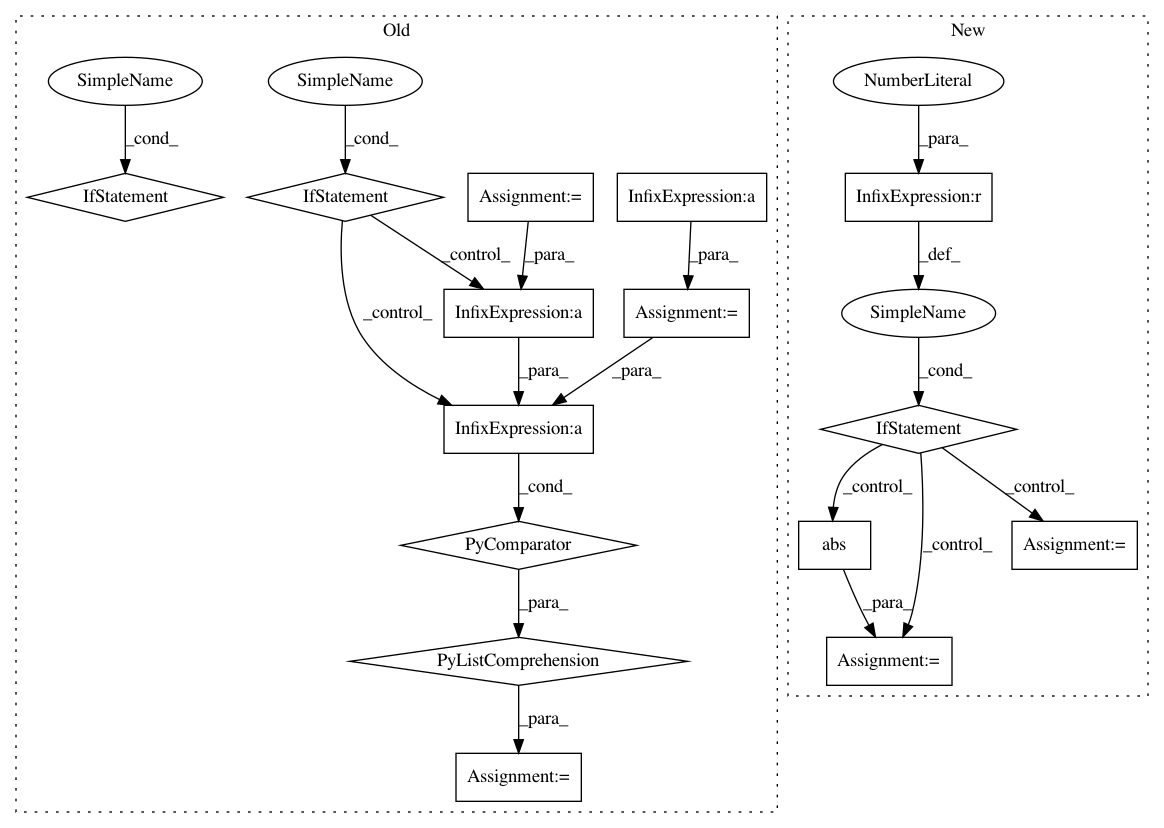 Old
New
SimpleName
SimpleName
NumberLiteral
_cond_
_cond_
_para_
IfStatement
IfStatement
Assignment:=
InfixExpression:a
InfixExpression:r
_control_
_para_
_para_
_def_
_control_
InfixExpression:a
Assignment:=
SimpleName
_para_
_para_
_cond_
InfixExpression:a
IfStatement
_cond_
_control_
_control_
_control_
PyComparator
abs
Assignment:=
_para_
_para_
PyListComprehension
Assignment:=
_para_
Assignment:=